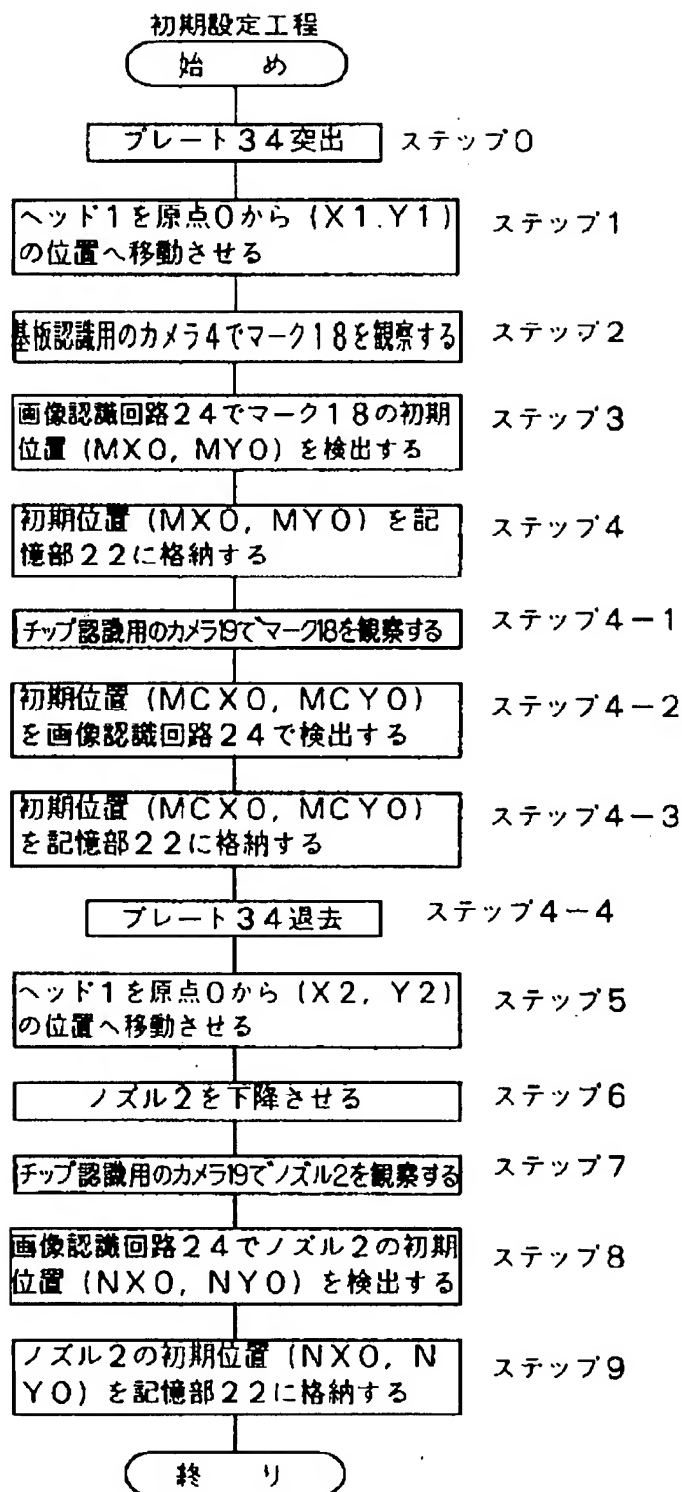 初期設定工程
始 め
プレート34突出 ステップ0
ヘッド1を原点0から(X1.Y1)
の位置へ移動させる
ステップ1
基板認識用のカメラ4でマーク18を観察する ステップ2
画像認識回路24でマーク18の初期
位置(MX0,MY0)を検出する
ステップ3
初期位置(MX0,MY0)を記
憶部22に格納する
ステップ4
チップ認識用のカメラ19でマーク18を観察する ステップ4-1
初期位置(MCX0,MCY0)
を画像認識回路24で検出する
ステップ4-2
初期位置(MCX0,MCY0)
を記憶部22に格納する
ステップ4-3
プレート34退去 ステップ4-4
ヘッド1を原点0から(X2,Y2)
の位置へ移動させる
ステップ5
ノズル2を下降させる ステップ6
チップ認識用のカメラ19でノズル2を観察する ステップ7
画像認識回路24でノズル2の初期
位置(NX0,NY0)を検出する
ステップ8
ノズル2の初期位置(NX0,N
Y0)を記憶部22に格納する
ステップ9
終 り